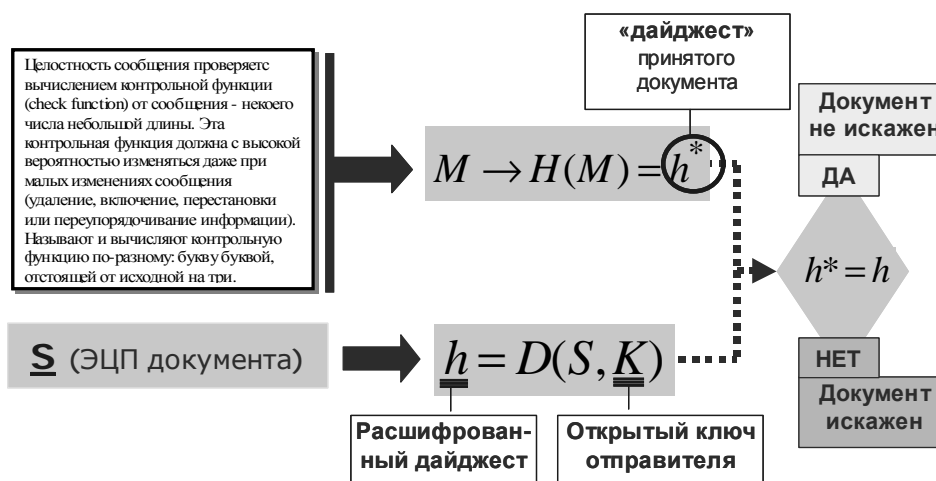 Целостность сообщения проверяетс
вычислением контрольной функции
(check function) от сообщения - некоего
числа небольшой длины. Эта
контрольная функция должна с высокой
вероятностью изменяться даже при
малых изменениях сообщения
(удаление, включение, перестановки
или переупорядочивание информации).
Называют и вычисляют контрольную
функцию по-разному: букву буквой,
отстоящей от исходной на три.
«дайджест»
принятого
документа
M → H(M) = h*
Документ
не искажен
ДА
h* = h
НЕТ
Документ
искажен
S (ЭЦП документа)
h = D(S, K)
Расшифрован-
ный дайджест
Открытый ключ
отправителя